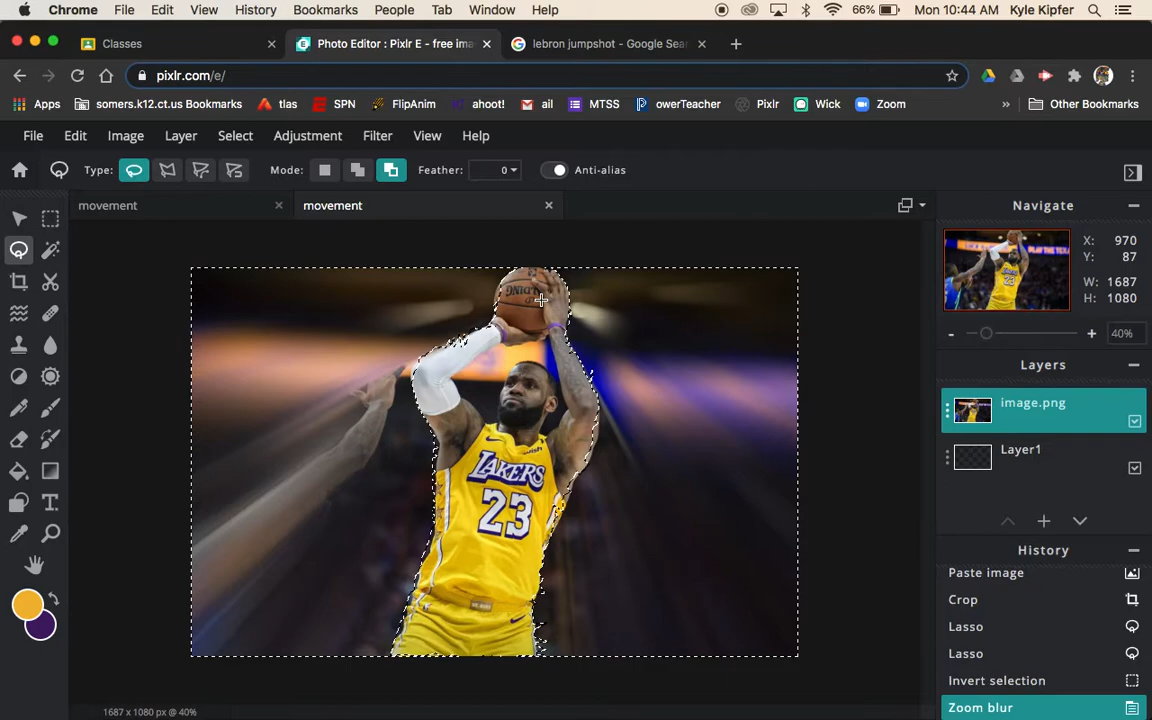 Chrome File Edit View History Bookmarks People Tab Window Help 66% Mon 10:44 AM Kyle Kipfer
Classes Photo Editor : Pixlr E - free ima lebron jumpshot - Google Sea
pixlr.com/e/
Apps somers.k12.ct.us Bookmarks tlas SPN FlipAnim ahoot! ail MTSS owerTeacher Pixlr Wick Zoom » Other Bookmarks
File Edit Image Layer Select Adjustment Filter View Help
Type: Mode: Feather: 0 Anti-alias
movement movement Navigate
X: 970
Y: 87
W: 1687
H: 1080
40%
Layers
image.png
Layer1
History
Paste image
Crop
Lasso
Lasso
Invert selection
Zoom blur
wish
LAKERS
23
1687 x 1080 px @ 40%